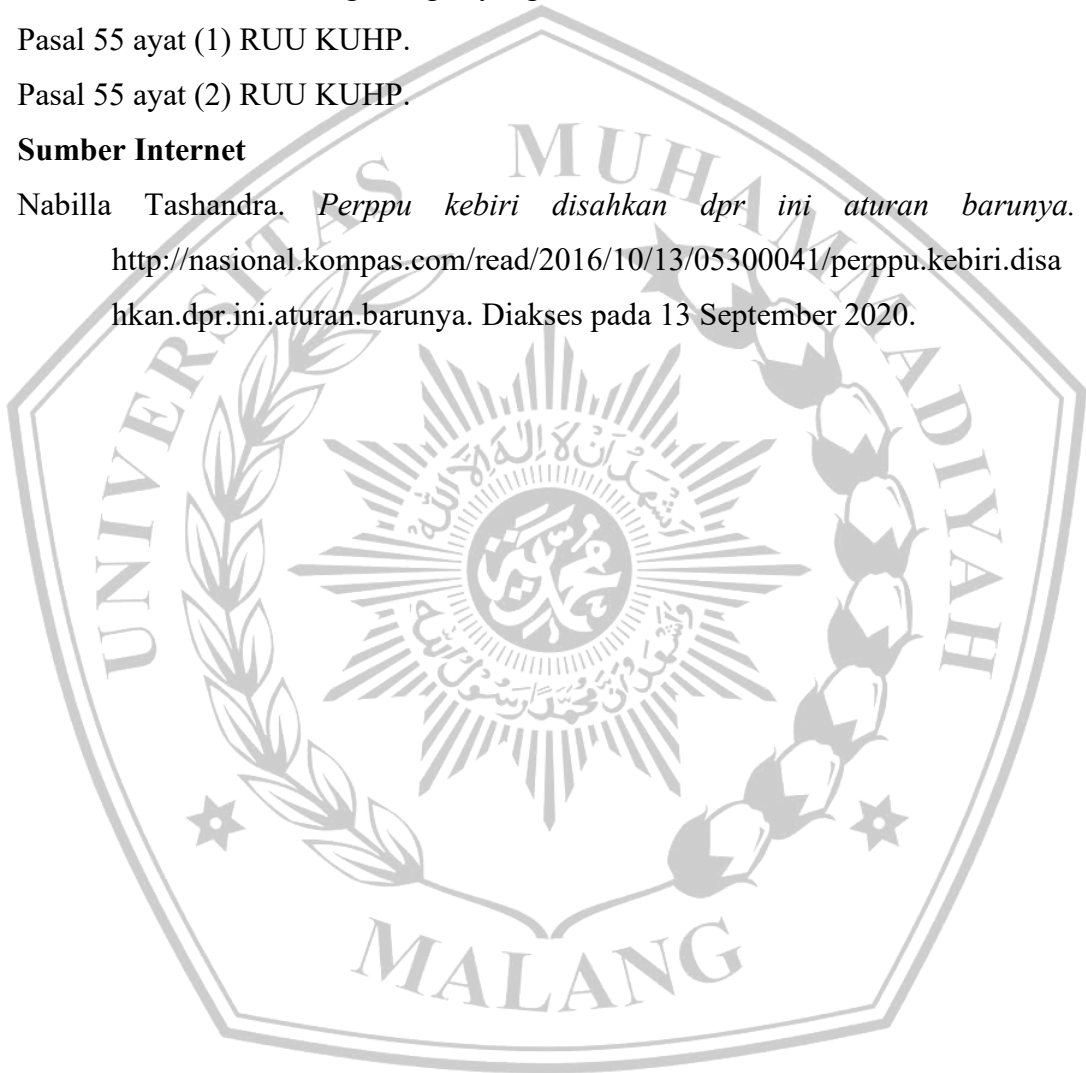 Pasal 55 ayat (1) RUU KUHP.
Pasal 55 ayat (2) RUU KUHP.
Sumber Internet
Nabilla Tashandra. Perppu kebiri disahkan dpr ini aturan barunya.
http://nasional.kompas.com/read/2016/10/13/05300041/perppu.kebiri.disa
hkan.dpr.ini.aturan.barunya. Diakses pada 13 September 2020.
UNIVERSITAS MUHAMMADIYAH
MALANG